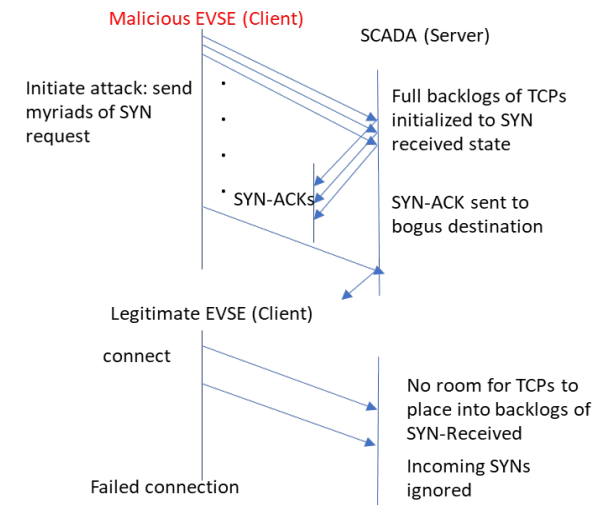 Malicious EVSE (Client)
SCADA (Server)
Initiate attack: send
myriads of SYN
request
Full backlogs of TCPs
initialized to SYN
received state
SYN-ACKs
SYN-ACK sent to
bogus destination
Legitimate EVSE (Client)
connect
No room for TCPs to
place into backlogs of
SYN-Received
Incoming SYNs
ignored
Failed connection